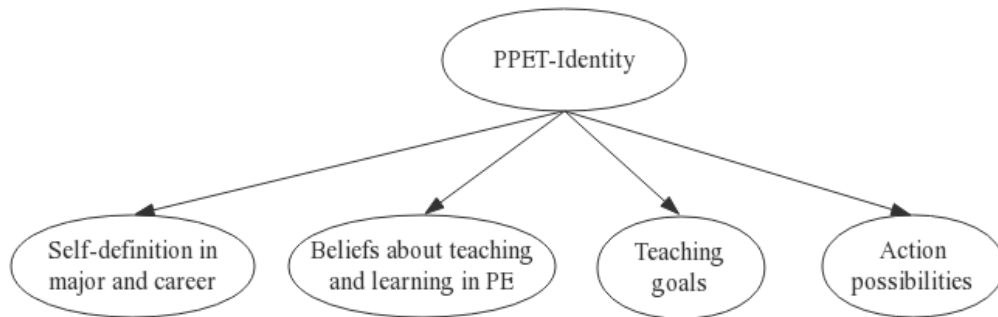 PPET-Identity
Self-definition in
major and career
Beliefs about teaching
and learning in PE
Teaching
goals
Action
possibilities